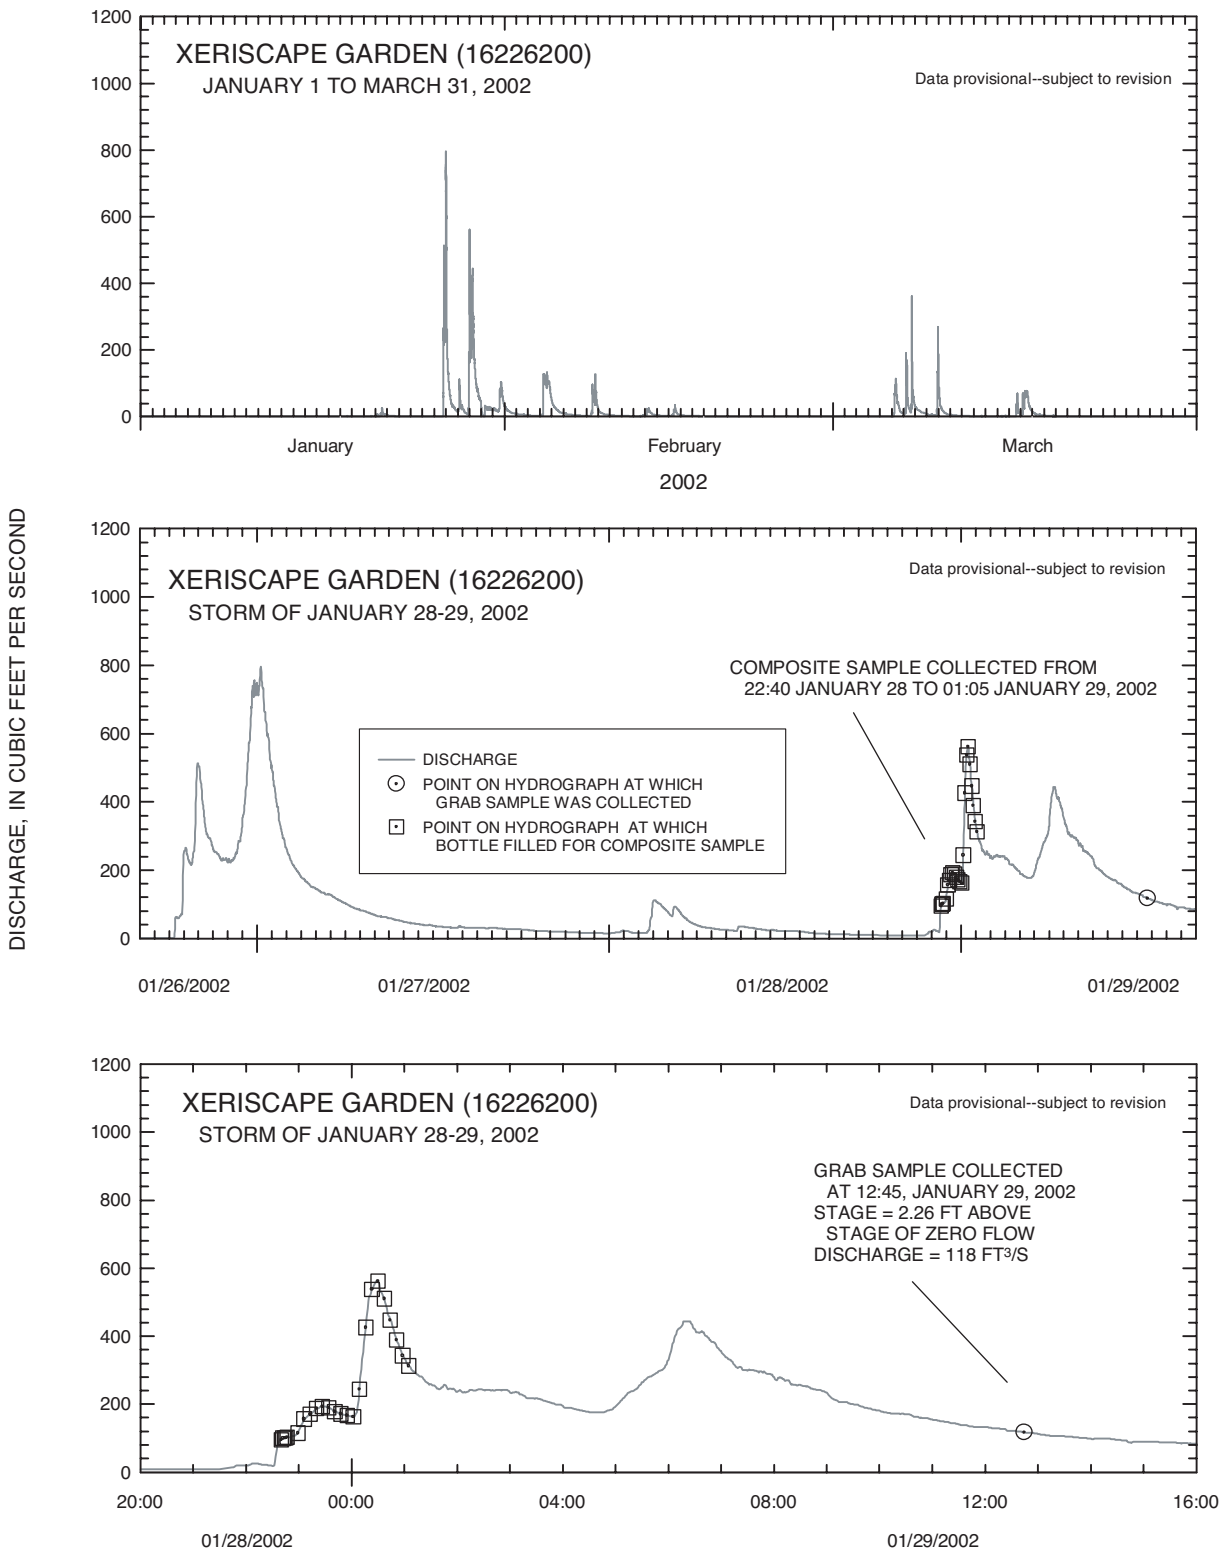 DISCHARGE, IN CUBIC FEET PER SECOND
1200
1000
800
600
400
200
0
XERISCAPE GARDEN (16226200)
JANUARY 1 TO MARCH 31, 2002
Data provisional--subject to revision
January February March
2002
1200
1000
800
600
400
200
0
XERISCAPE GARDEN (16226200)
STORM OF JANUARY 28-29, 2002
Data provisional--subject to revision
COMPOSITE SAMPLE COLLECTED FROM
22:40 JANUARY 28 TO 01:05 JANUARY 29, 2002
DISCHARGE
POINT ON HYDROGRAPH AT WHICH
GRAB SAMPLE WAS COLLECTED
POINT ON HYDROGRAPH AT WHICH
BOTTLE FILLED FOR COMPOSITE SAMPLE
01/26/2002 01/27/2002 01/28/2002 01/29/2002
1200
1000
800
600
400
200
0
XERISCAPE GARDEN (16226200)
STORM OF JANUARY 28-29, 2002
Data provisional--subject to revision
GRAB SAMPLE COLLECTED
AT 12:45, JANUARY 29, 2002
STAGE = 2.26 FT ABOVE
STAGE OF ZERO FLOW
DISCHARGE = 118 FT³/S
20:00 00:00 04:00 08:00 12:00 16:00
01/28/2002 01/29/2002